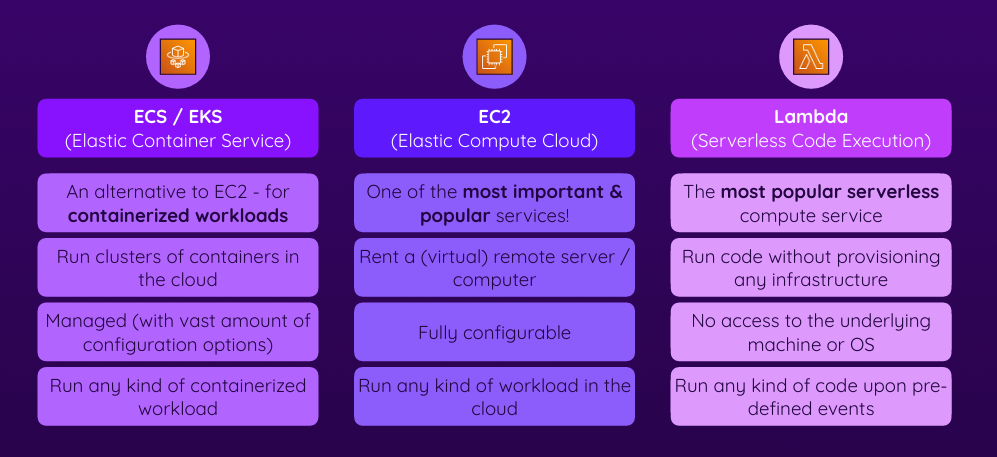 ECS / EKS
(Elastic Container Service)
An alternative to EC2 - for
containerized workloads
Run clusters of containers in
the cloud
Managed (with vast amount of
configuration options)
Run any kind of containerized
workload
EC2
(Elastic Compute Cloud)
One of the most important &
popular services!
Rent a (virtual) remote server /
computer
Fully configurable
Run any kind of workload in the
cloud
Lambda
(Serverless Code Execution)
The most popular serverless
compute service
Run code without provisioning
any infrastructure
No access to the underlying
machine or OS
Run any kind of code upon pre-
defined events